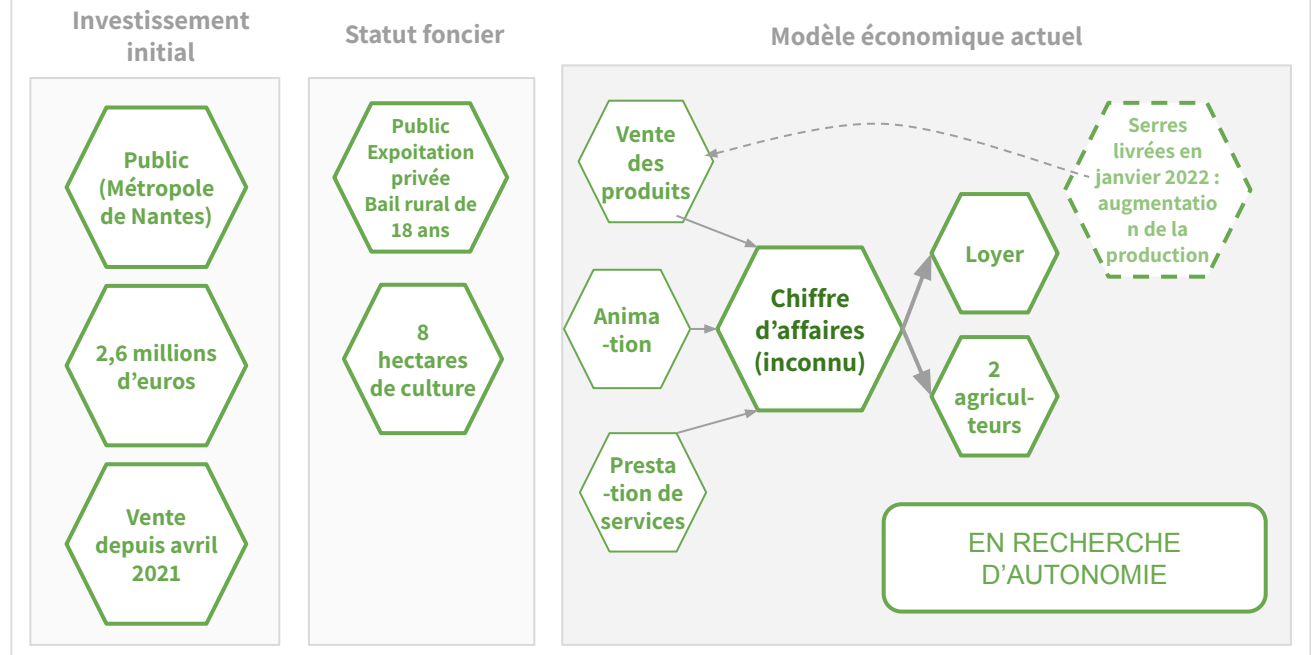 Investissement
initial
Public
(Métropole
de Nantes)
2,6 millions
d’euros
Vente
depuis avril
2021
Statut foncier
Public
Expoitation
privée
Bail rural de
18 ans
8
hectares
de culture
Modèle économique actuel
Vente
des
produits
Anima
-tion
Presta
-tion de
services
Chiffre
d’affaires
(inconnu)
Loyer
2
agricul-
teurs
Serres
livrées en
janvier 2022 :
augmentatio
n de la
production
EN RECHERCHE
D’AUTONOMIE